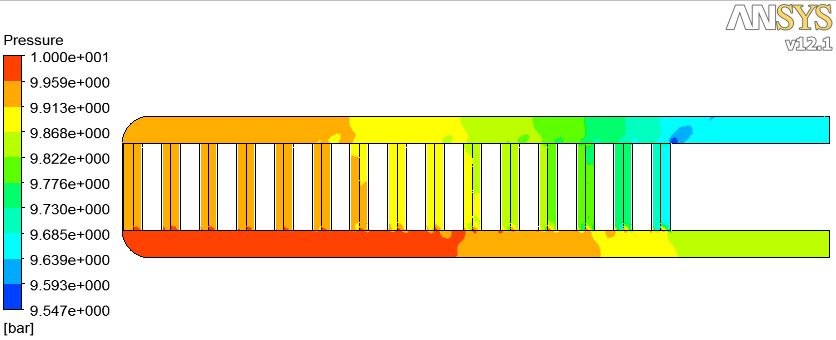 ANSYS
v12.1
Pressure
1.000e+001
9.959e+000
9.913e+000
9.868e+000
9.822e+000
9.776e+000
9.730e+000
9.685e+000
9.639e+000
9.593e+000
9.547e+000
[bar]